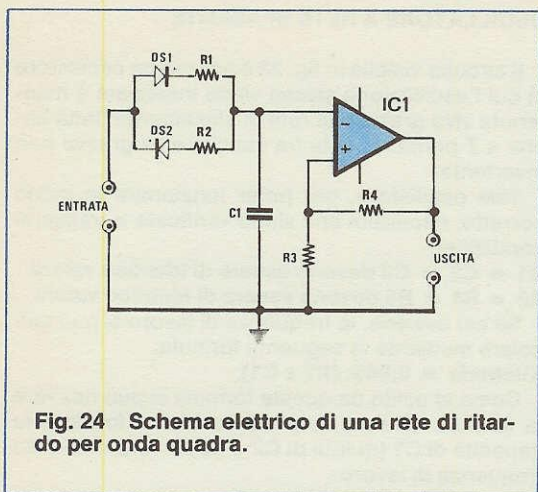 DS1
R1
IC1
DS2
R2
ENTRATA
C1
R4
R3
USCITA
Fig. 24 Schema elettrico di una rete di ritar-
do per onda quadra.